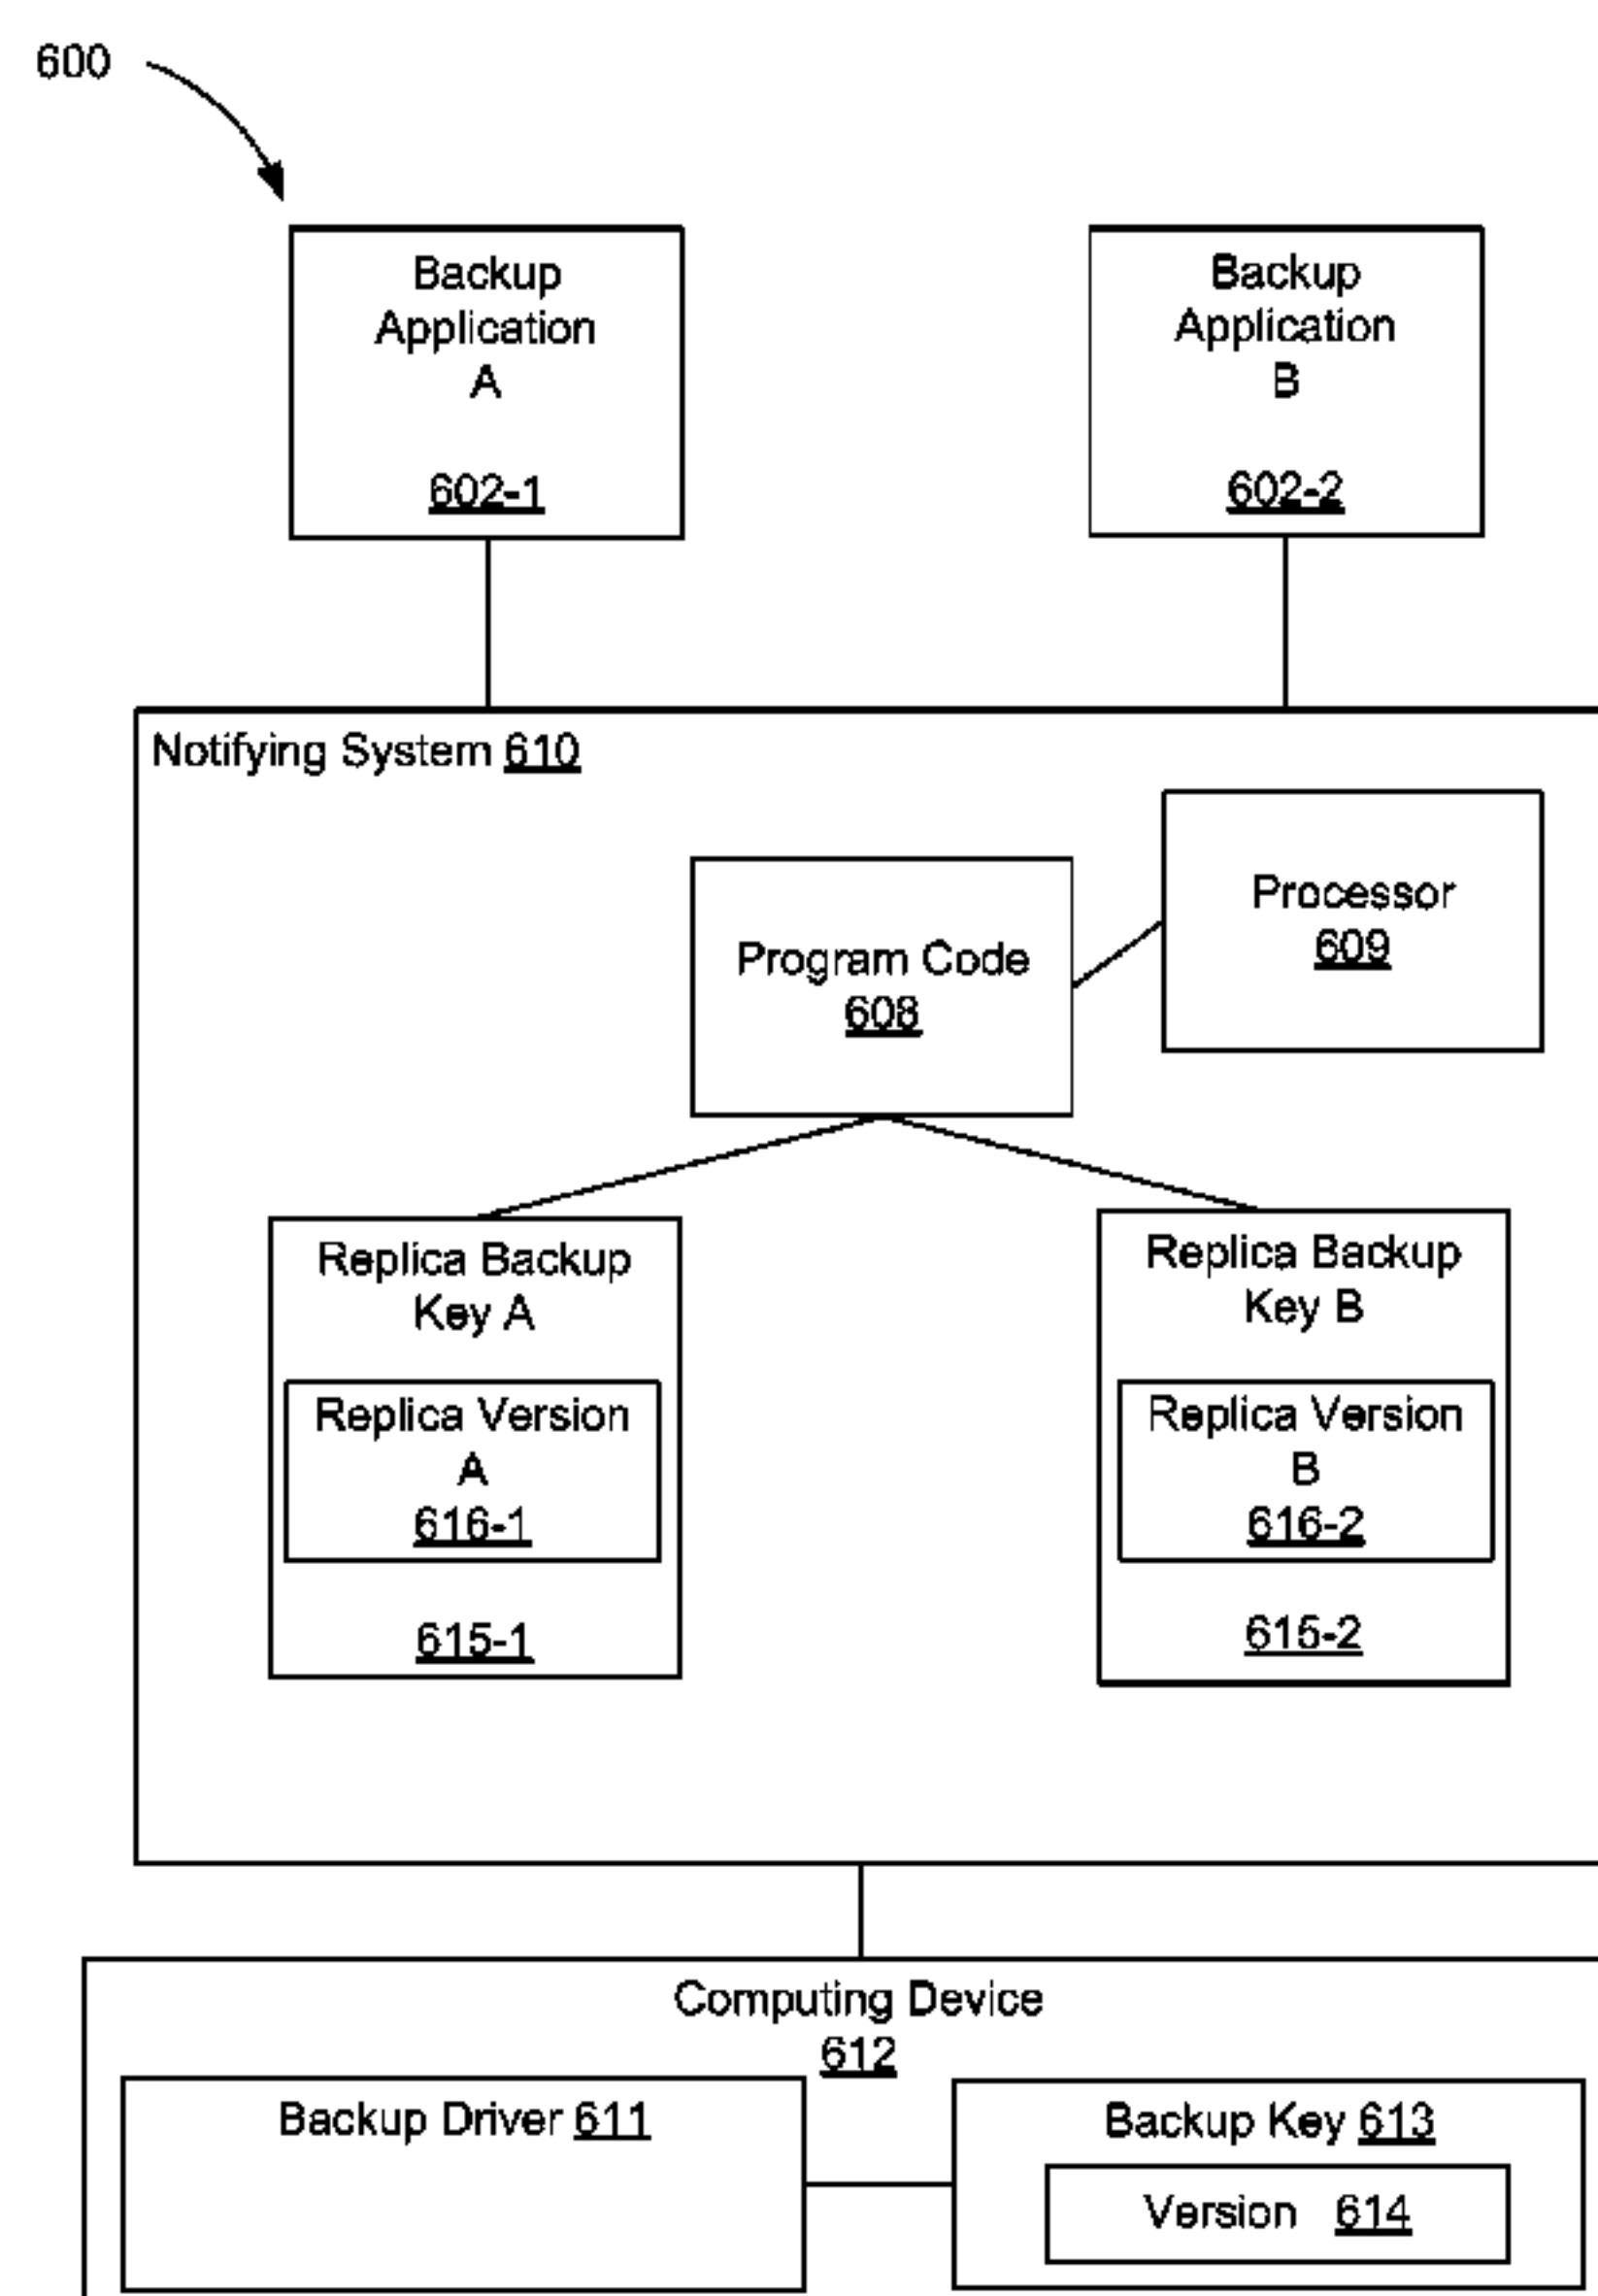 600
Backup
Application
A
602-1
Backup
Application
B
602-2
Notifying System 610
Processor
609
Program Code
608
Replica Backup
Key A
Replica Version
A
616-1
615-1
Replica Backup
Key B
Replica Version
B
616-2
615-2
Computing Device
612
Backup Driver 611
Backup Key 613
Version 614